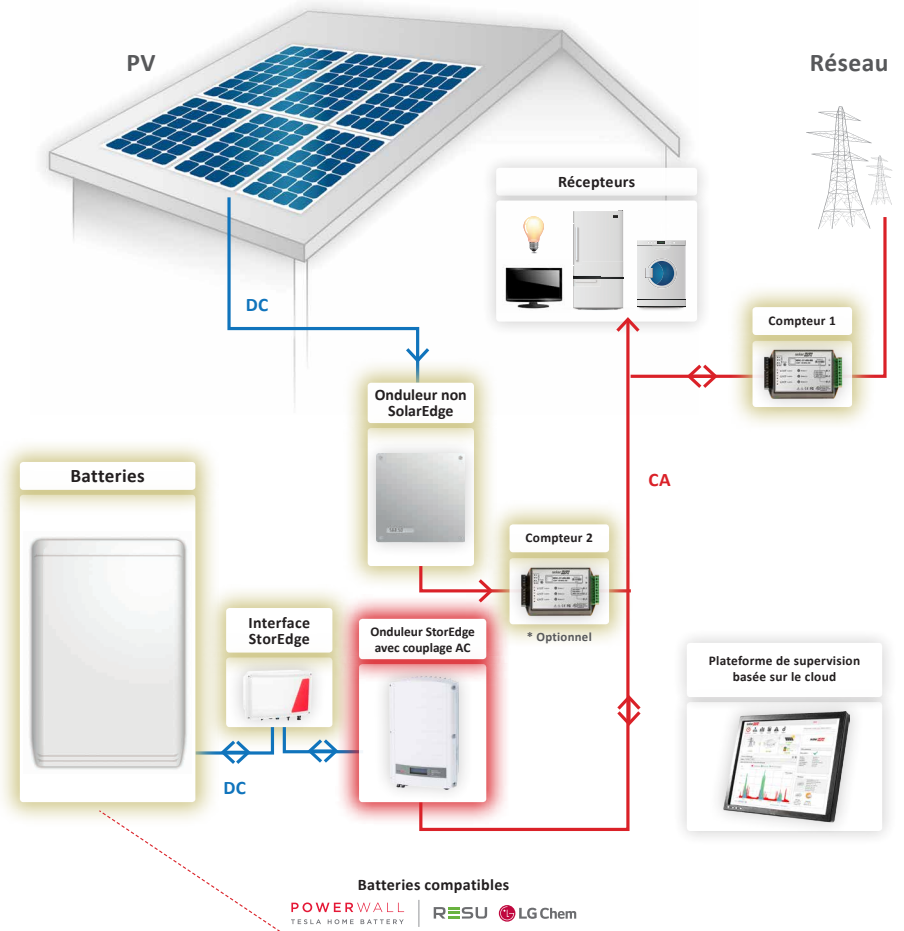 PV
Réseau
Récepteurs
DC
Compteur 1
Onduleur non
SolarEdge
Batteries
CA
Compteur 2
* Optionnel
Interface
StorEdge
Onduleur StorEdge
avec couplage AC
Plateforme de supervision
basée sur le cloud
DC
Batteries compatibles
POWERWALL
TESLA HOME BATTERY
RESU
LG Chem